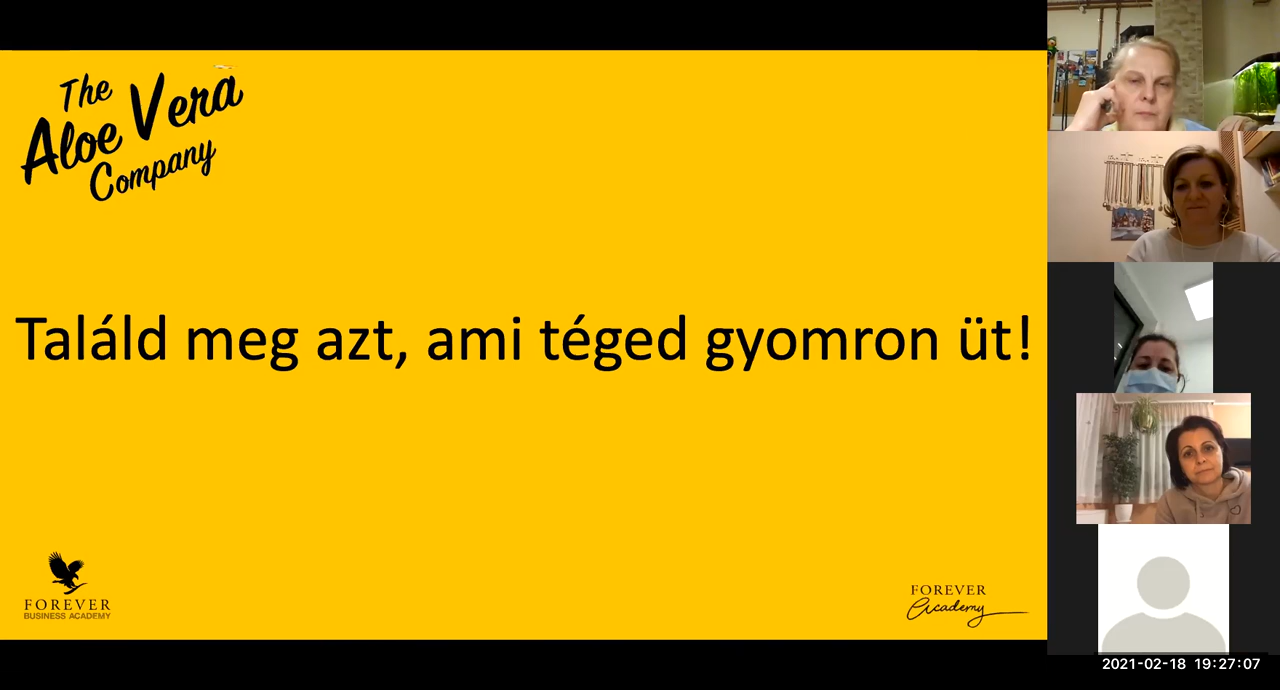 The
Aloe Vera
Company
Találd meg azt, ami téged gyomron üt!
FOREVER
BUSINESS ACADEMY
FOREVER
Academy
2021-02-18 19:27:07